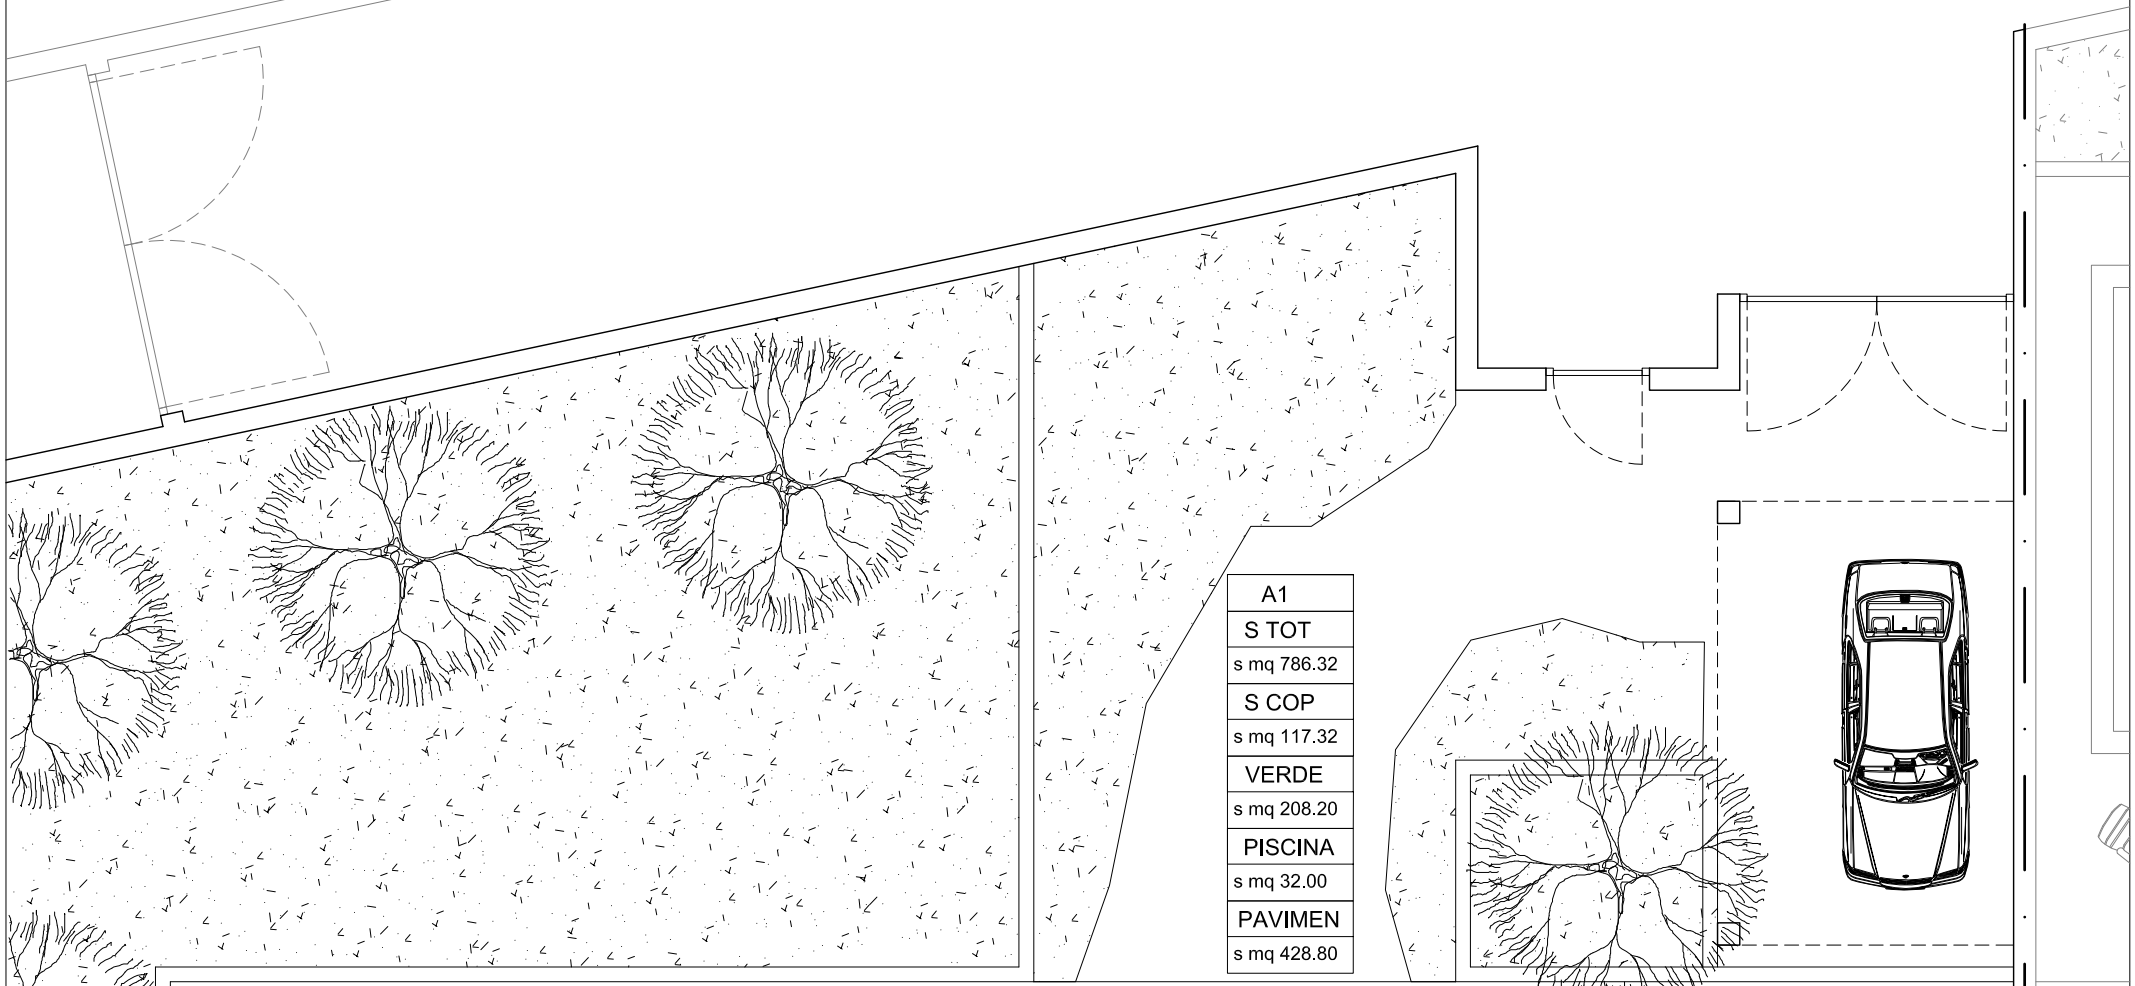 A1
S TOT
s mq 786.32
S COP
s mq 117.32
VERDE
s mq 208.20
PISCINA
s mq 32.00
PAVIMEN
s mq 428.80